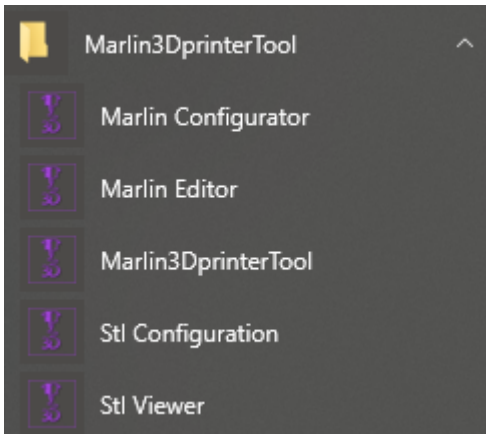 Marlin3DprinterTool
Marlin Configurator
Marlin Editor
Marlin3DprinterTool
Stl Configuration
Stl Viewer